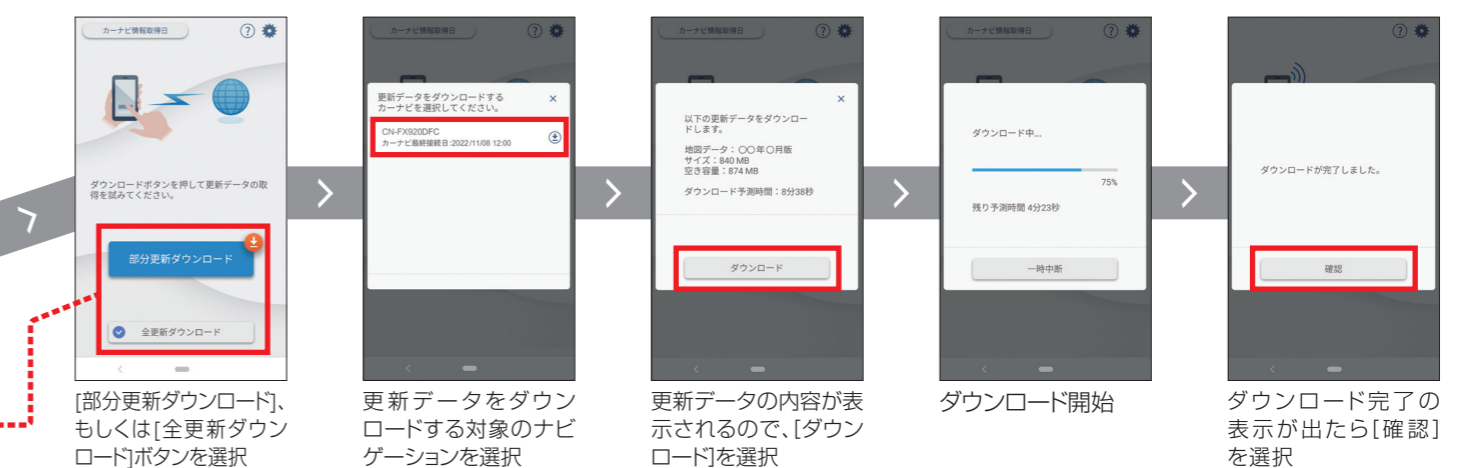 カーナビ情報取得日
?
ダウンロードボタンを押して更新データの取
得を試みてください。
部分更新ダウンロード
全更新ダウンロード
[部分更新ダウンロード]、
もしくは[全更新ダウン
ロード]ボタンを選択
カーナビ情報取得日
?
更新データをダウンロードする
カーナビを選択してください。
×
CN-FX920DFC
カーナビ最終接続日:2022/11/08 12:00
更新データをダウン
ロードする対象のナビ
ゲーションを選択
カーナビ情報取得日
?
×
以下の更新データをダウンロー
ドします。
地図データ：〇〇年〇月版
サイズ：840 MB
空き容量：874 MB
ダウンロード予測時間：8分38秒
ダウンロード
更新データの内容が表
示されるので、[ダウン
ロード]を選択
カーナビ情報取得日
?
ダウンロード中...
75%
残り予測時間 4分23秒
一時中断
ダウンロード開始
?
ダウンロードが完了しました。
確認
ダウンロード完了の
表示が出たら[確認]
を選択